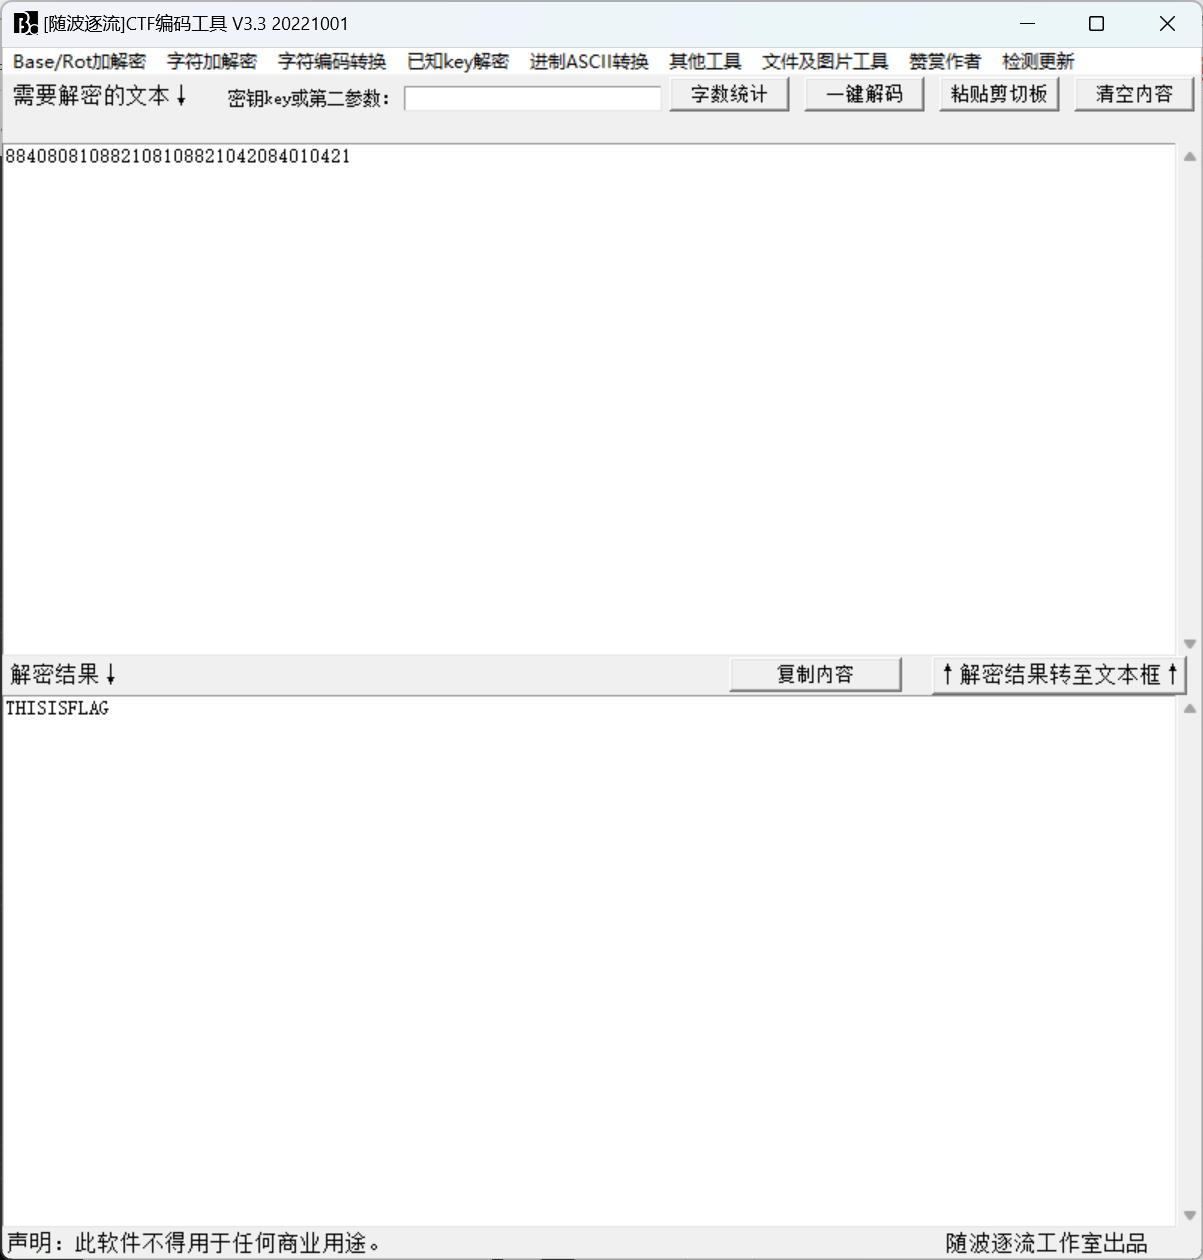 [随波逐流]CTF编码工具 V3.3 20221001
Base/Rot加解密 字符加解密 字符编码转换 已知key解密 进制ASCII转换 其他工具 文件及图片工具 赞赏作者 检测更新
需要解密的文本↓ 密钥key或第二参数： 字数统计 一键解码 粘贴剪切板 清空内容
884080810882108108821042084010421
解密结果↓ 复制内容 ↑解密结果转至文本框↑
THISISFLAG
声明：此软件不得用于任何商业用途。 随波逐流工作室出品